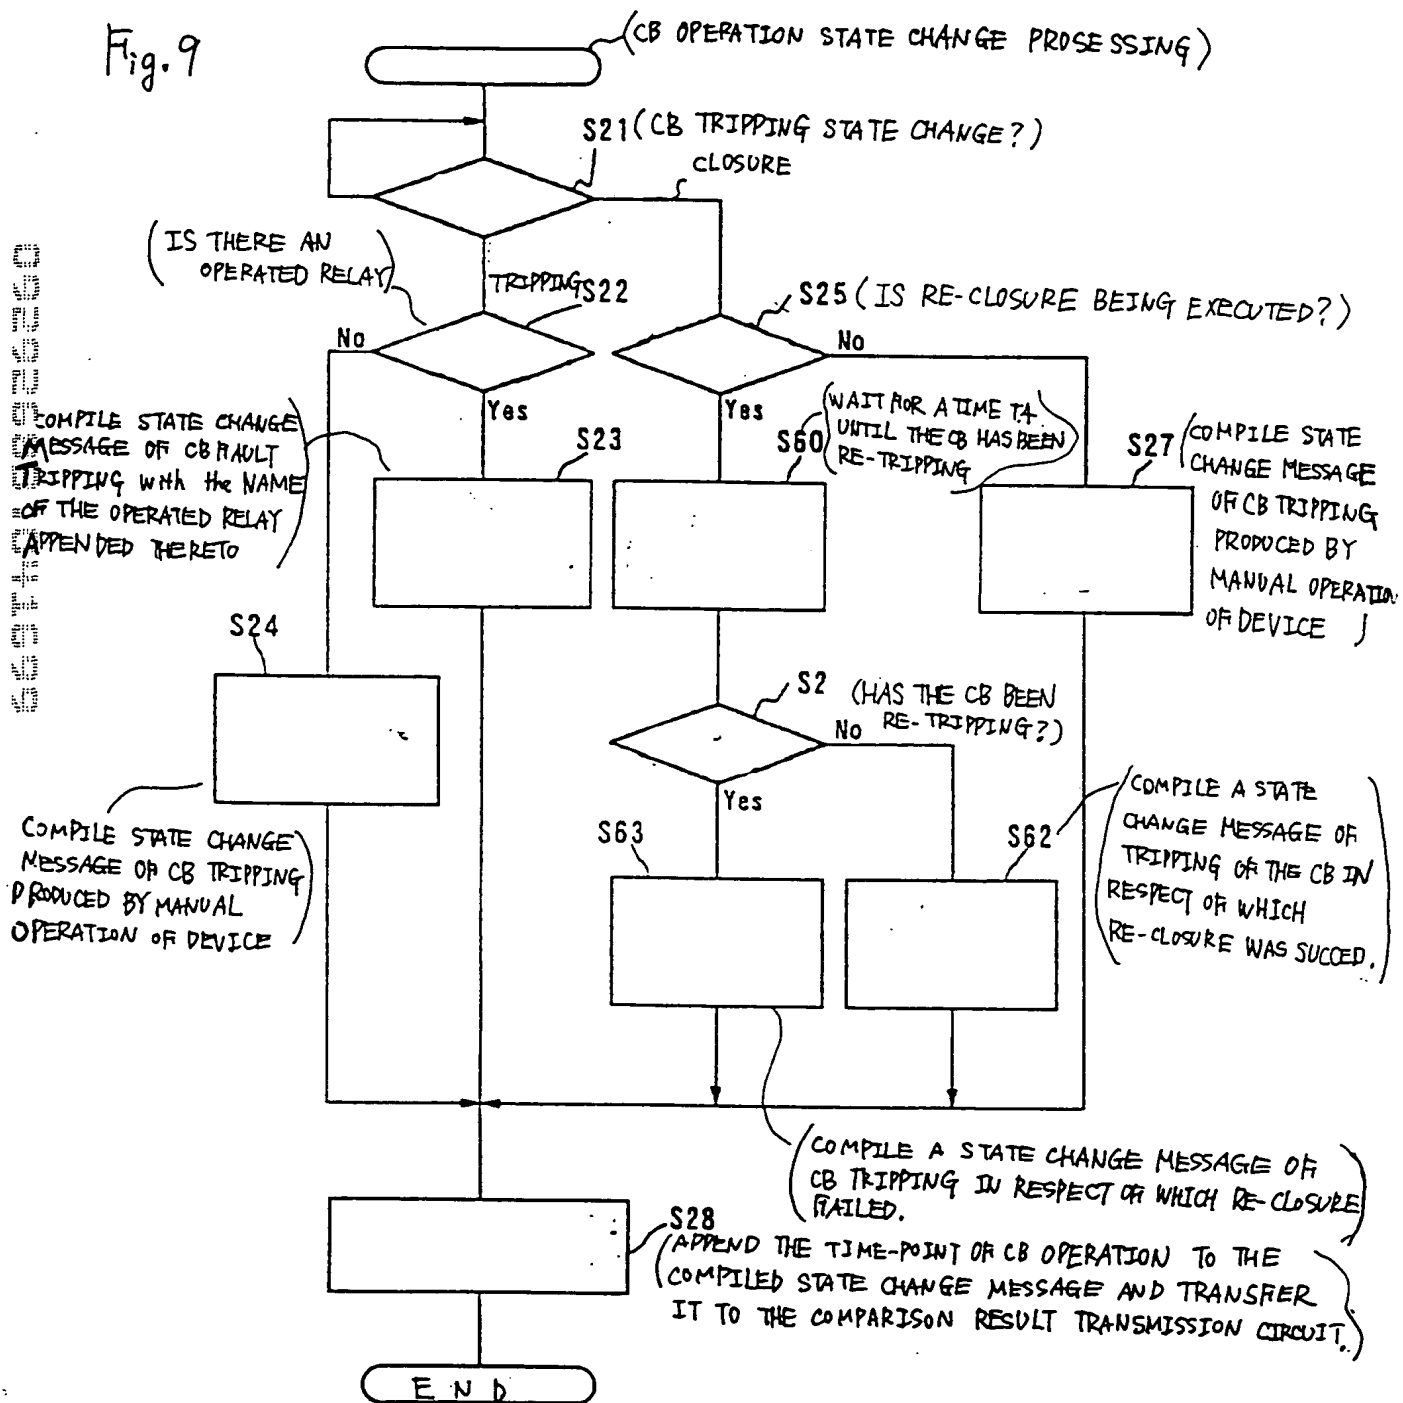 Fig. 9
(CB OPERATION STATE CHANGE PROSESSING)
S21 (CB TRIPPING STATE CHANGE?)
CLOSURE
(IS THERE AN
OPERATED RELAY)
TRIPPING
S22
S25 (IS RE-CLOSURE BEING EXECUTED?)
No
No
Yes
Yes
COMPILE STATE CHANGE
MESSAGE OF CB FAULT
TRIPPING with the NAME
OF THE OPERATED RELAY
APPENDED THERETO
S23
S60
(WAIT FOR A TIME T4
UNTIL THE CB HAS BEEN
RE-TRIPPING)
S27
(COMPILE STATE
CHANGE MESSAGE
OF CB TRIPPING
PRODUCED BY
MANUAL OPERATION
OF DEVICE)
S24
S2
(HAS THE CB BEEN
RE-TRIPPING?)
No
Yes
COMPILE STATE CHANGE
MESSAGE OF CB TRIPPING
PRODUCED BY MANUAL
OPERATION OF DEVICE
S63
S62
(COMPILE A STATE
CHANGE MESSAGE OF
TRIPPING OF THE CB IN
RESPECT OF WHICH
RE-CLOSURE WAS SUCCED.)
(COMPILE A STATE CHANGE MESSAGE OF
CB TRIPPING IN RESPECT OF WHICH RE-CLOSURE
FAILED.)
S28
(APPEND THE TIME-POINT OF CB OPERATION TO THE
COMPILED STATE CHANGE MESSAGE AND TRANSFER
IT TO THE COMPARISON RESULT TRANSMISSION CIRCUIT.)
END